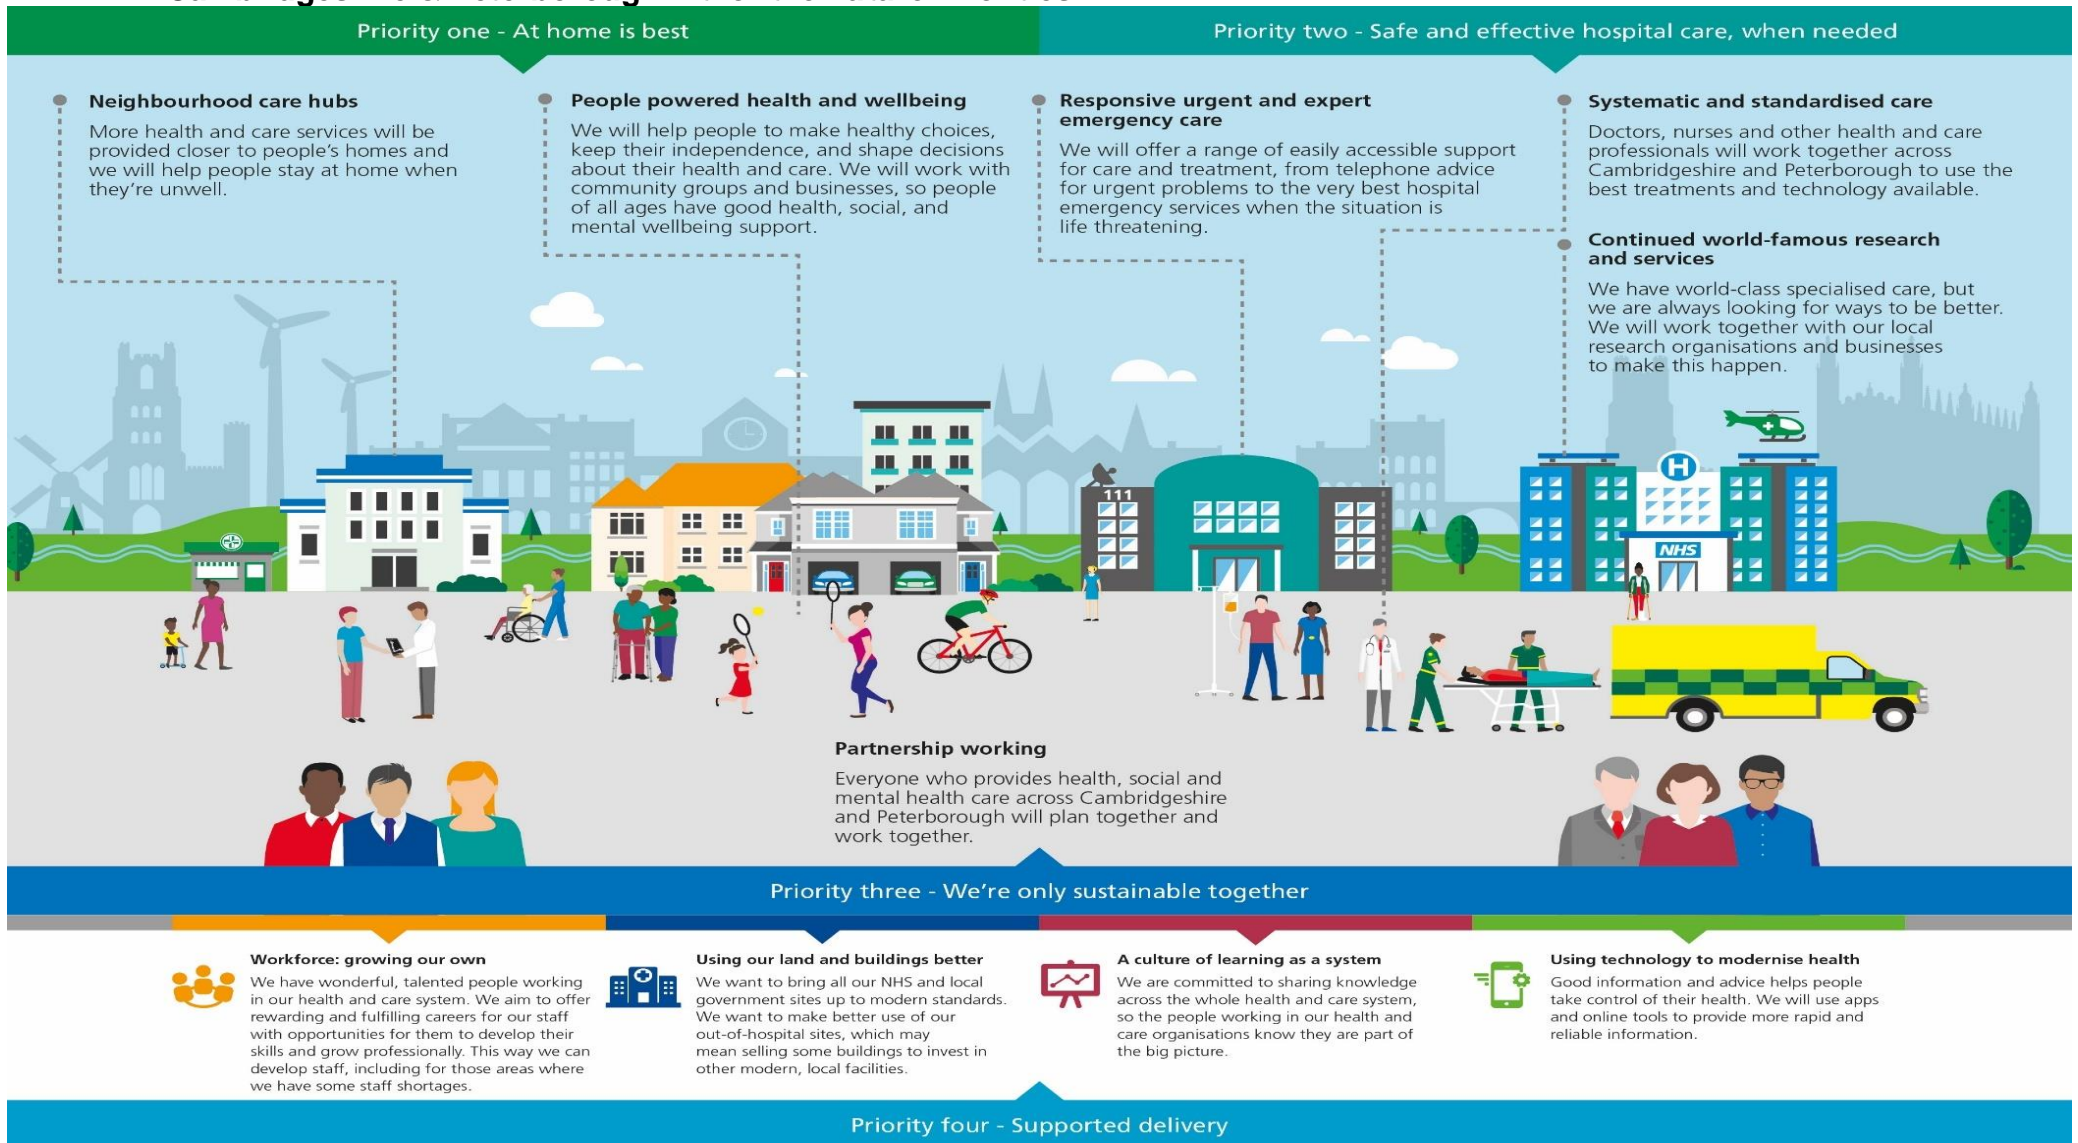 Priority one - At home is best
Priority two - Safe and effective hospital care, when needed
Neighbourhood care hubs
More health and care services will be
provided closer to people's homes and
we will help people stay at home when
they're unwell.
People powered health and wellbeing
We will help people to make healthy choices,
keep their independence, and shape decisions
about their health and care. We will work with
community groups and businesses, so people
of all ages have good health, social, and
mental wellbeing support.
Responsive urgent and expert
emergency care
We will offer a range of easily accessible support
for care and treatment, from telephone advice
for urgent problems to the very best hospital
emergency services when the situation is
life threatening.
Systematic and standardised care
Doctors, nurses and other health and care
professionals will work together across
Cambridgeshire and Peterborough to use the
best treatments and technology available.
Continued world-famous research
and services
We have world-class specialised care, but
we are always looking for ways to be better.
We will work together with our local
research organisations and businesses
to make this happen.
111
H
NHS
Partnership working
Everyone who provides health, social and
mental health care across Cambridgeshire
and Peterborough will plan together and
work together.
Priority three - We're only sustainable together
Workforce: growing our own
We have wonderful, talented people working
in our health and care system. We aim to offer
rewarding and fulfilling careers for our staff
with opportunities for them to develop their
skills and grow professionally. This way we can
develop staff, including for those areas where
we have some staff shortages.
Using our land and buildings better
We want to bring all our NHS and local
government sites up to modern standards.
We want to make better use of our
out-of-hospital sites, which may
mean selling some buildings to invest in
other modern, local facilities.
A culture of learning as a system
We are committed to sharing knowledge
across the whole health and care system,
so the people working in our health and
care organisations know they are part of
the big picture.
Using technology to modernise health
Good information and advice helps people
take control of their health. We will use apps
and online tools to provide more rapid and
reliable information.
Priority four - Supported delivery